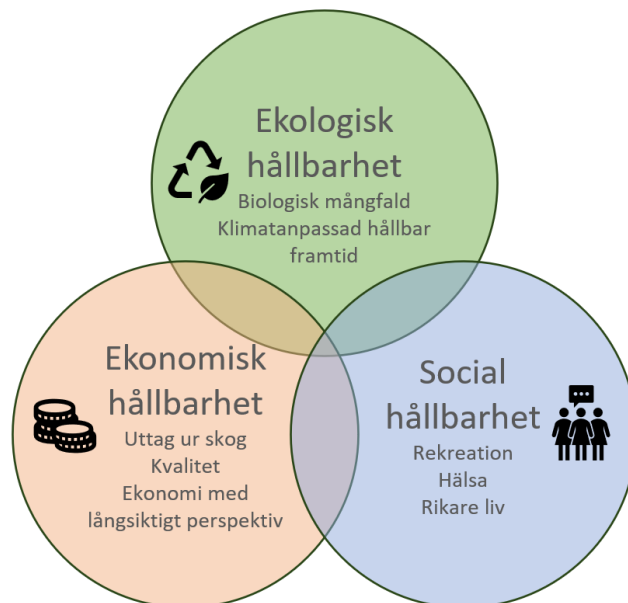 Ekologisk
hållbarhet
Biologisk mångfald
Klimatanpassad hållbar
framtid
Ekonomisk
hållbarhet
Uttag ur skog
Kvalitet
Ekonomi med
långsiktigt perspektiv
Social
hållbarhet
Rekreation
Hälsa
Rikare liv